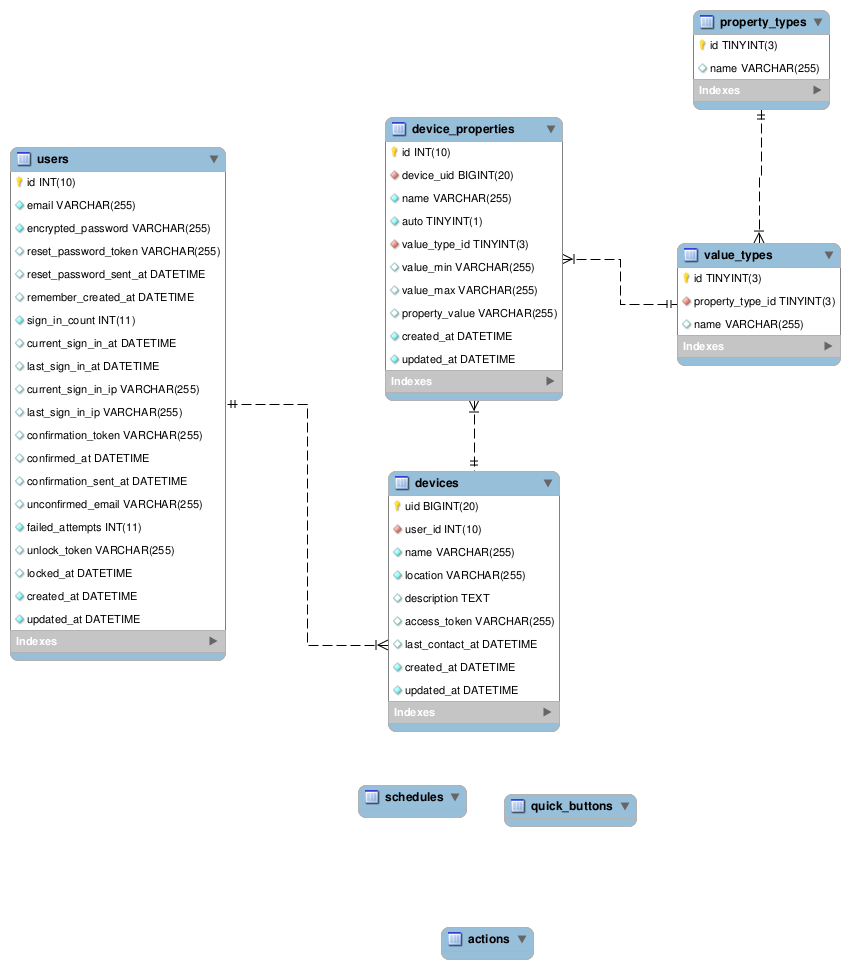 property_types
id TINYINT(3)
name VARCHAR(255)
Indexes
device_properties
id INT(10)
device_uid BIGINT(20)
name VARCHAR(255)
auto TINYINT(1)
value_type_id TINYINT(3)
value_min VARCHAR(255)
value_max VARCHAR(255)
property_value VARCHAR(255)
created_at DATETIME
updated_at DATETIME
Indexes
users
id INT(10)
email VARCHAR(255)
encrypted_password VARCHAR(255)
reset_password_token VARCHAR(255)
reset_password_sent_at DATETIME
remember_created_at DATETIME
sign_in_count INT(11)
current_sign_in_at DATETIME
last_sign_in_at DATETIME
current_sign_in_ip VARCHAR(255)
last_sign_in_ip VARCHAR(255)
confirmation_token VARCHAR(255)
confirmed_at DATETIME
confirmation_sent_at DATETIME
unconfirmed_email VARCHAR(255)
failed_attempts INT(11)
unlock_token VARCHAR(255)
locked_at DATETIME
created_at DATETIME
updated_at DATETIME
Indexes
value_types
id TINYINT(3)
property_type_id TINYINT(3)
name VARCHAR(255)
Indexes
devices
uid BIGINT(20)
user_id INT(10)
name VARCHAR(255)
location VARCHAR(255)
description TEXT
access_token VARCHAR(255)
last_contact_at DATETIME
created_at DATETIME
updated_at DATETIME
Indexes
schedules
quick_buttons
actions